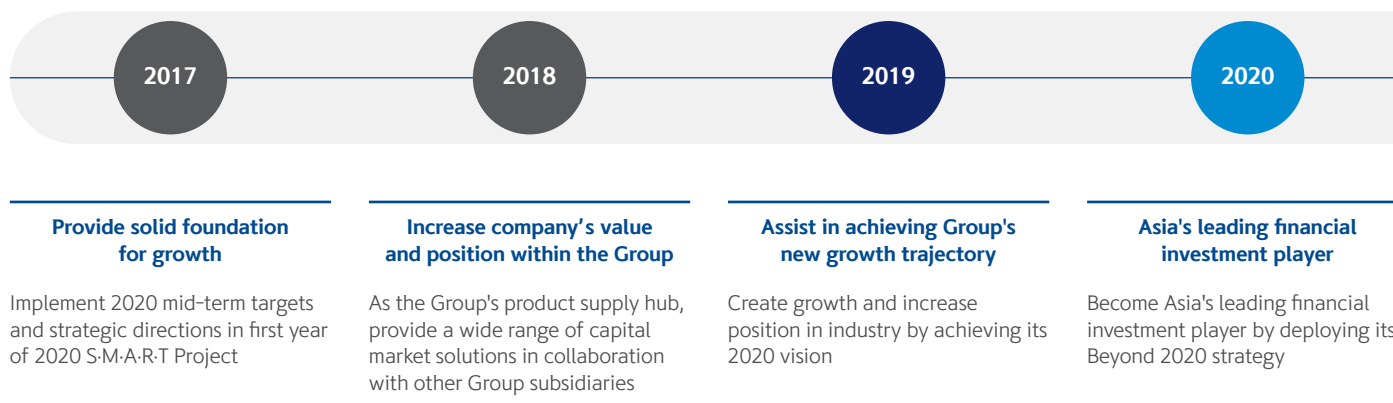 2017
2018
2019
2020
Provide solid foundation
for growth
Implement 2020 mid-term targets
and strategic directions in first year
of 2020 S·M·A·R·T Project
Increase company's value
and position within the Group
As the Group's product supply hub,
provide a wide range of capital
market solutions in collaboration
with other Group subsidiaries
Assist in achieving Group's
new growth trajectory
Create growth and increase
position in industry by achieving its
2020 vision
Asia's leading financial
investment player
Become Asia's leading financial
investment player by deploying its
Beyond 2020 strategy